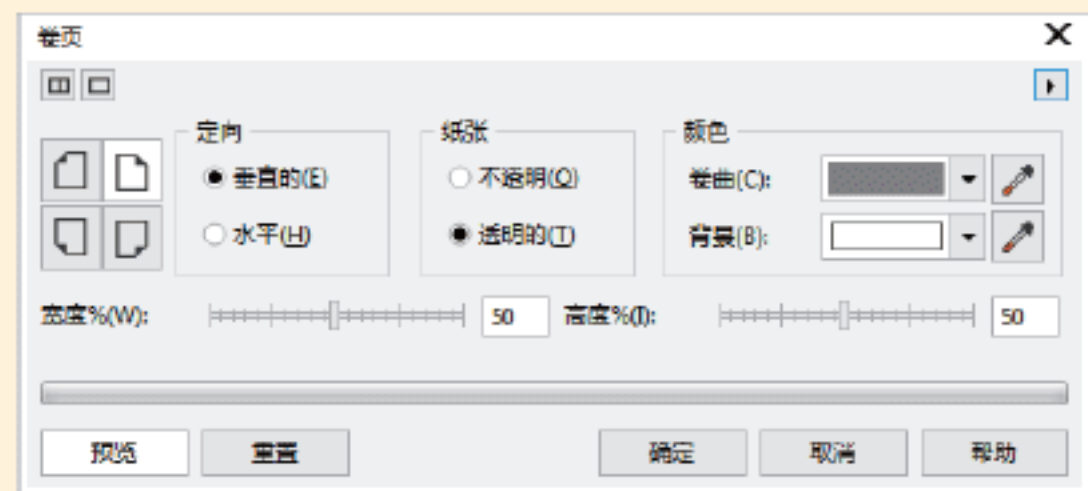 卷页
定向 纸张 颜色
垂直的(E) 不透明(O) 卷曲(C):
水平(H) 透明的(T) 背景(B):
宽度%(W): 50 高度%(I): 50
预览 重置 确定 取消 帮助